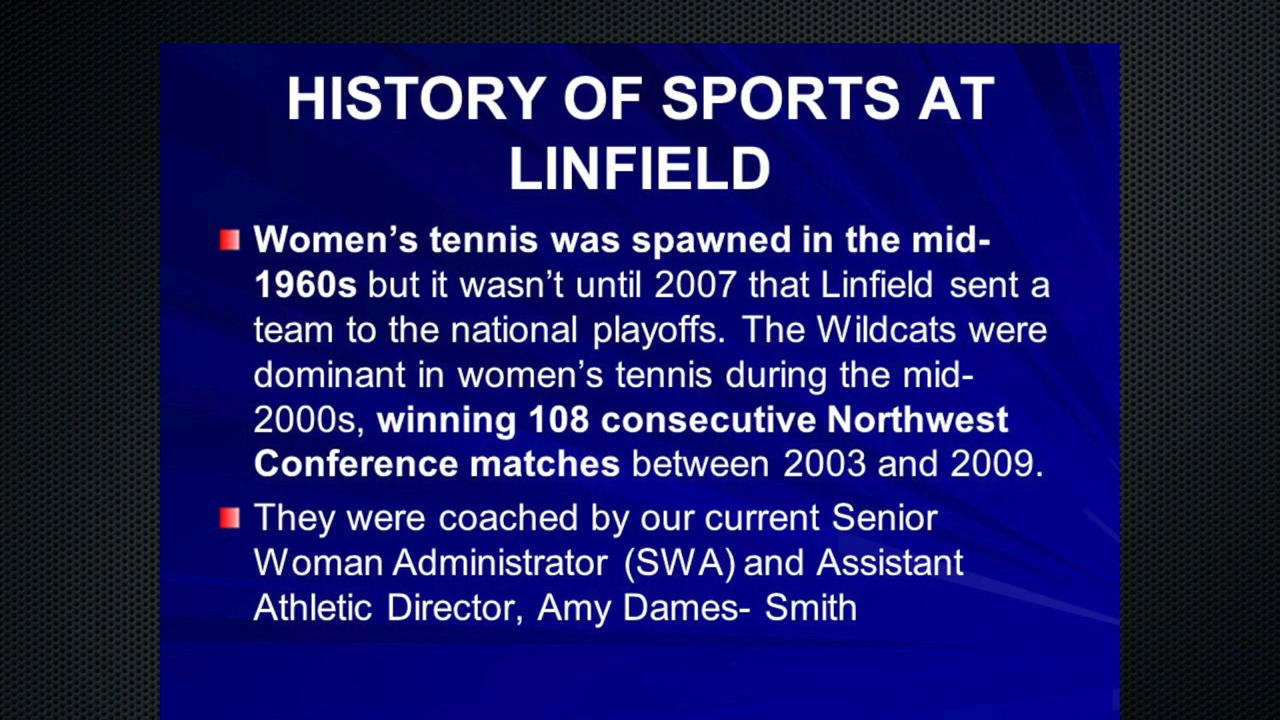 HISTORY OF SPORTS AT
LINFIELD
Women’s tennis was spawned in the mid-
1960s but it wasn’t until 2007 that Linfield sent a
team to the national playoffs. The Wildcats were
dominant in women’s tennis during the mid-
2000s, winning 108 consecutive Northwest
Conference matches between 2003 and 2009.
They were coached by our current Senior
Woman Administrator (SWA) and Assistant
Athletic Director, Amy Dames- Smith